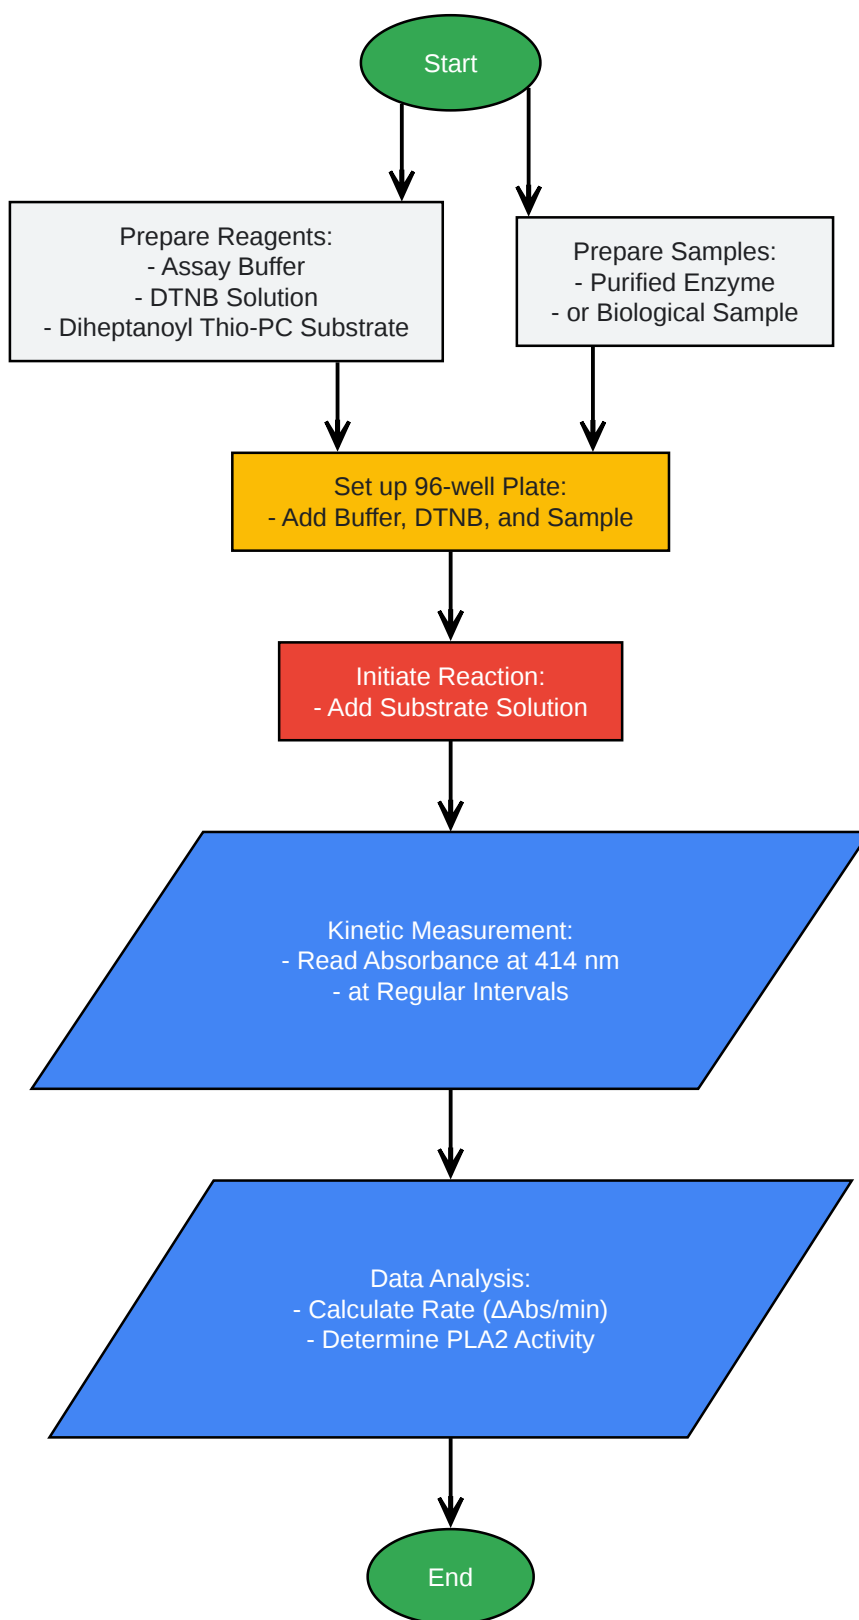 Start
Prepare Reagents:
- Assay Buffer
- DTNB Solution
- Diheptanoyl Thio-PC Substrate
Prepare Samples:
- Purified Enzyme
- or Biological Sample
Set up 96-well Plate:
- Add Buffer, DTNB, and Sample
Initiate Reaction:
- Add Substrate Solution
Kinetic Measurement:
- Read Absorbance at 414 nm
- at Regular Intervals
Data Analysis:
- Calculate Rate (ΔAbs/min)
- Determine PLA2 Activity
End